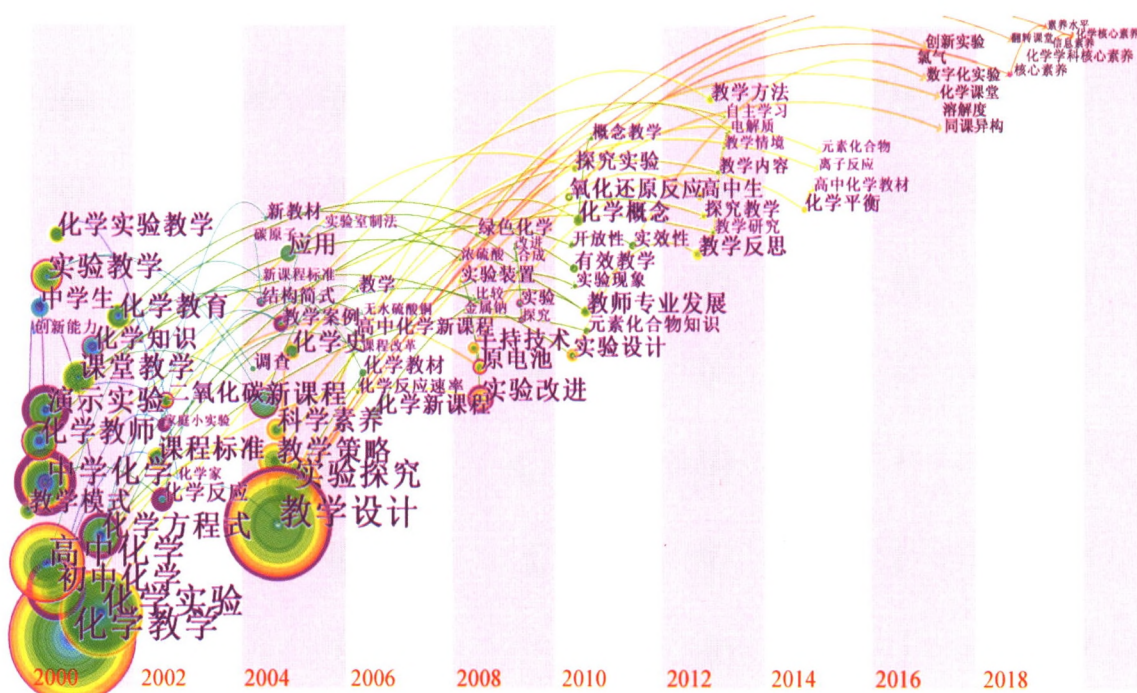 素养水平
化学核心素养
翻转课堂
信息素养
创新实验
化学学科核心素养
氯气
核心素养
数字化实验
化学课堂
溶解度
同课异构
教学方法
自主学习
电解质
教学情境
教学内容
概念教学
探究实验
氧化还原反应
高中生
化学概念
探究教学
教学研究
开放性
实效性
教学反思
有效教学
实验现象
教师专业发展
元素化合物知识
实验设计
元素化合物
离子反应
高中化学教材
化学平衡
绿色化学
改进
浓硫酸
合成
实验装置
比较
实验
金属钠
探究
手持技术
原电池
实验改进
新教材
实验室制法
碳原子
应用
新课程标准
教学
结构简式
无水硫酸铜
教学案例
高中化学新课程
化学史
课程改革
调查
化学教材
化学反应速率
新课程
化学新课程
科学素养
教学策略
实验探究
教学设计
化学实验教学
实验教学
中学生
化学教育
创新能力
化学知识
课堂教学
二氧化碳
演示实验
家庭小实验
化学教师
课程标准
中学化学
化学家
教学模式
化学反应
化学方程式
高中化学
初中化学
化学实验
化学教学
2000
2002
2004
2006
2008
2010
2012
2014
2016
2018